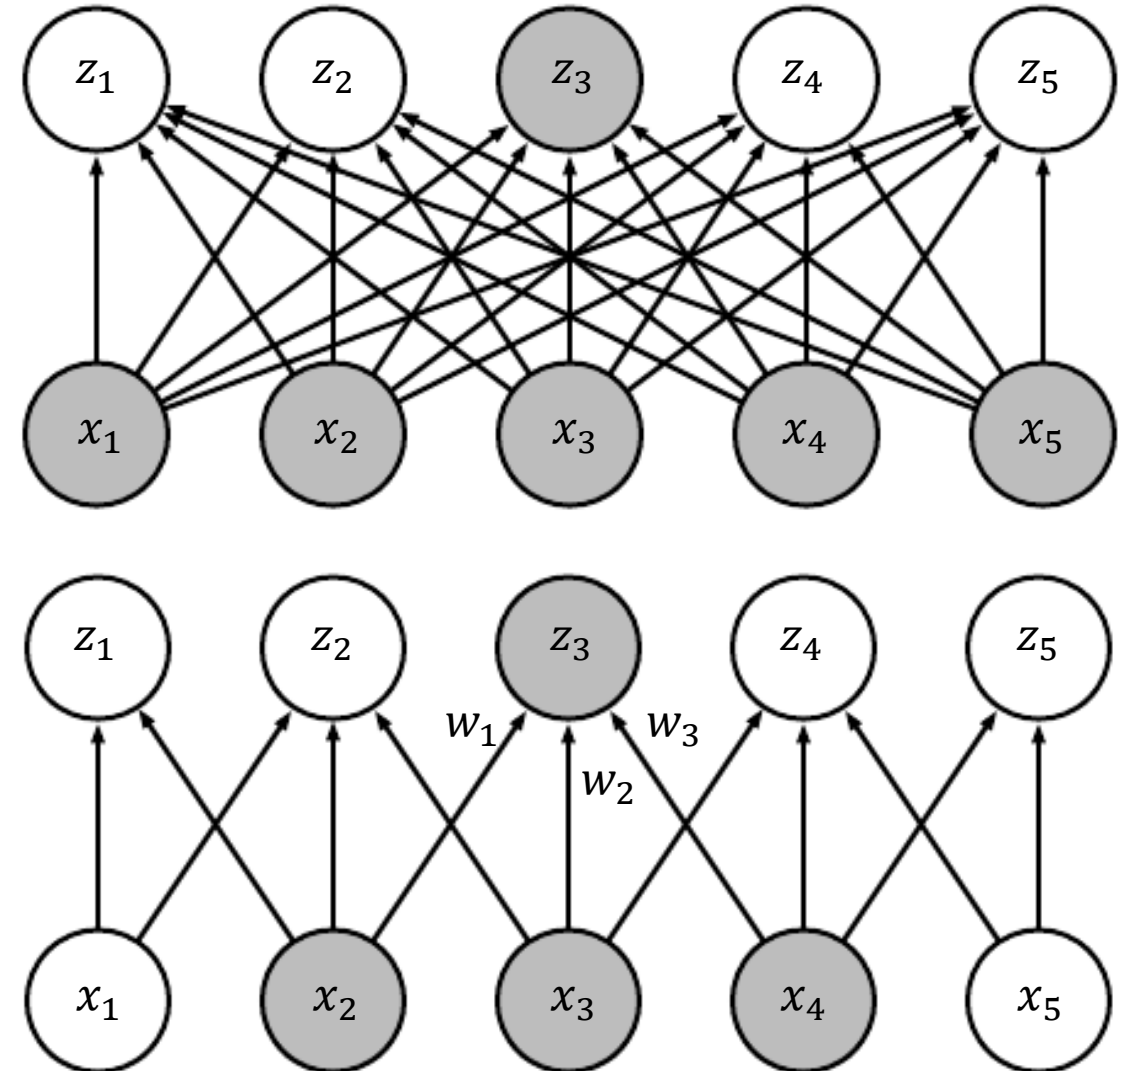 z₁ z₂ z₃ z₄ z₅
x₁ x₂ x₃ x₄ x₅
z₁ z₂ z₃ z₄ z₅
w₁ w₃
w₂
x₁ x₂ x₃ x₄ x₅